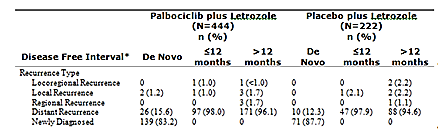 Palbociclib plus Letrozole Placebo plus Letrozole
(N=444) (N=222)
n (%) n (%)
Disease Free Interval* De Novo ≤12 months >12 months De Novo ≤12 months >12 months
Recurrence Type
Locoregional Recurrence 0 1 (1.0) 1 (<1.0) 0 0 2 (2.2)
Local Recurrence 2 (1.2) 1 (1.0) 3 (1.7) 0 1 (2.1) 2 (2.2)
Regional Recurrence 0 0 3 (1.7) 0 0 1 (1.1)
Distant Recurrence 26 (15.6) 97 (98.0) 171 (96.1) 10 (12.3) 47 (97.9) 88 (94.6)
Newly Diagnosed 139 (83.2) 0 0 71 (87.7) 0 0